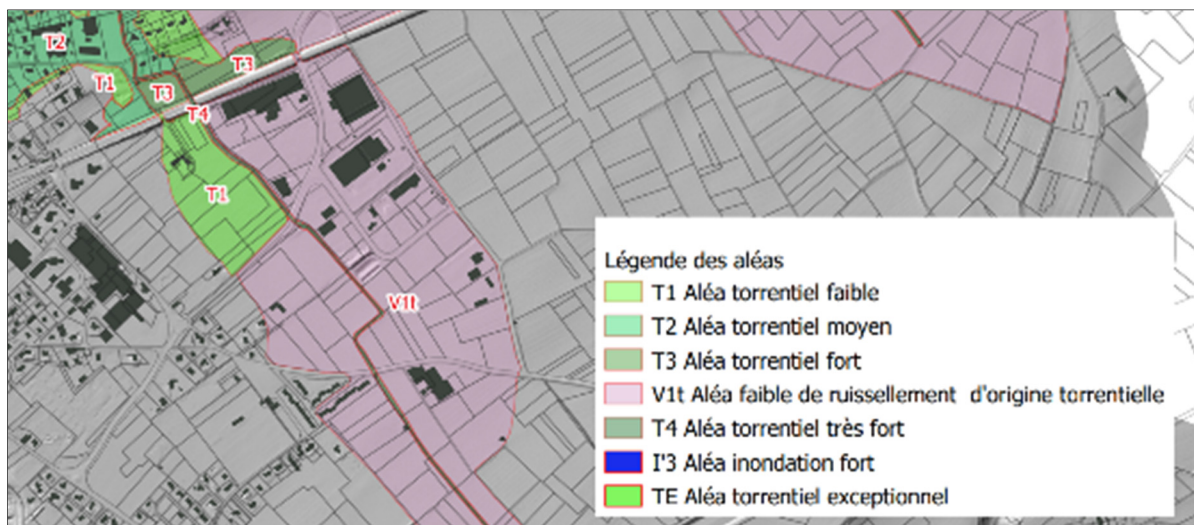 T2
T3
T1
T3
T4
T1
V1t
Légende des aléas
T1 Aléa torrentiel faible
T2 Aléa torrentiel moyen
T3 Aléa torrentiel fort
V1t Aléa faible de ruissellement d'origine torrentielle
T4 Aléa torrentiel très fort
I'3 Aléa inondation fort
TE Aléa torrentiel exceptionnel